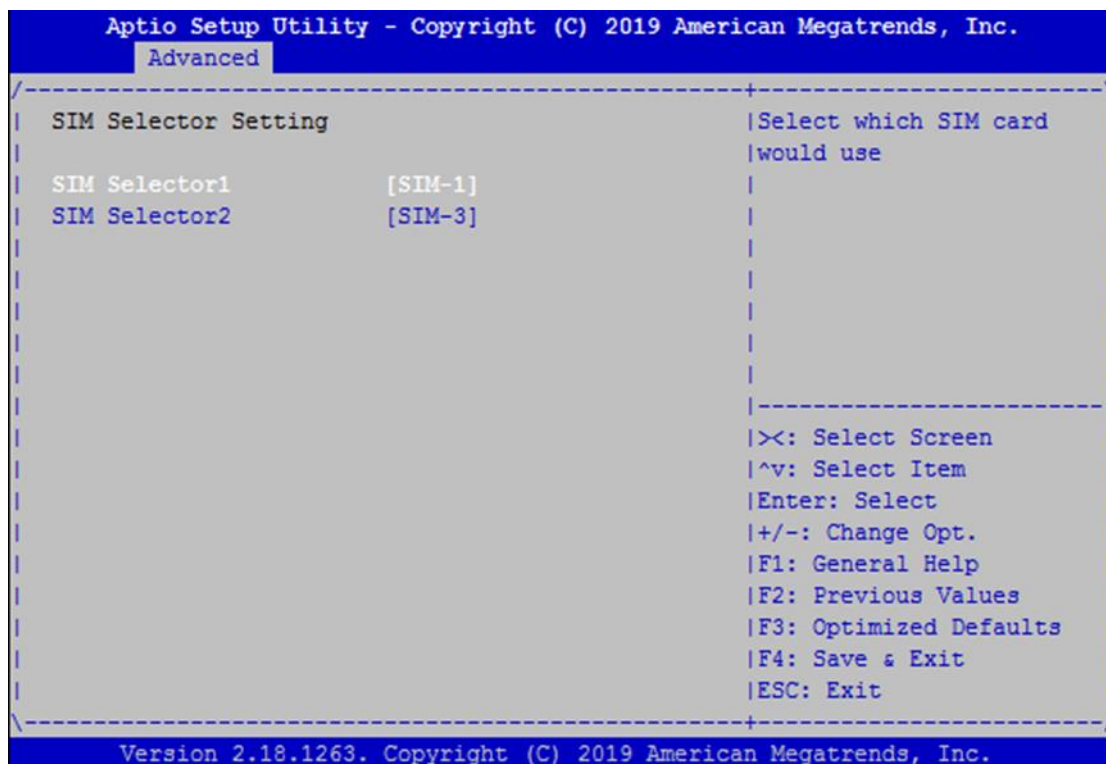 Aptio Setup Utility - Copyright (C) 2019 American Megatrends, Inc.
Advanced
SIM Selector Setting
SIM Selector1 [SIM-1]
SIM Selector2 [SIM-3]
Select which SIM card
would use
><: Select Screen
^v: Select Item
Enter: Select
+/-: Change Opt.
F1: General Help
F2: Previous Values
F3: Optimized Defaults
F4: Save & Exit
ESC: Exit
Version 2.18.1263. Copyright (C) 2019 American Megatrends, Inc.